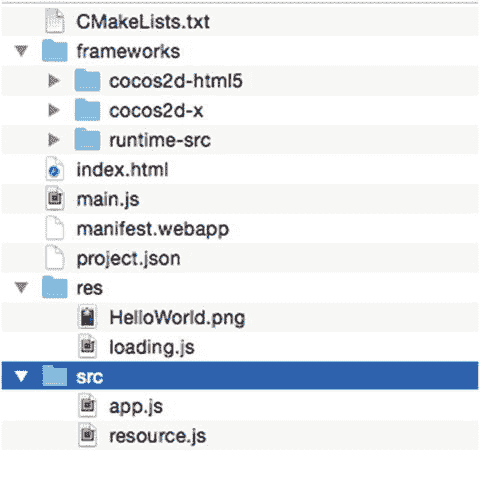 CMakeLists.txt
frameworks
cocos2d-html5
cocos2d-x
runtime-src
index.html
main.js
manifest.webapp
project.json
res
HelloWorld.png
loading.js
src
app.js
resource.js